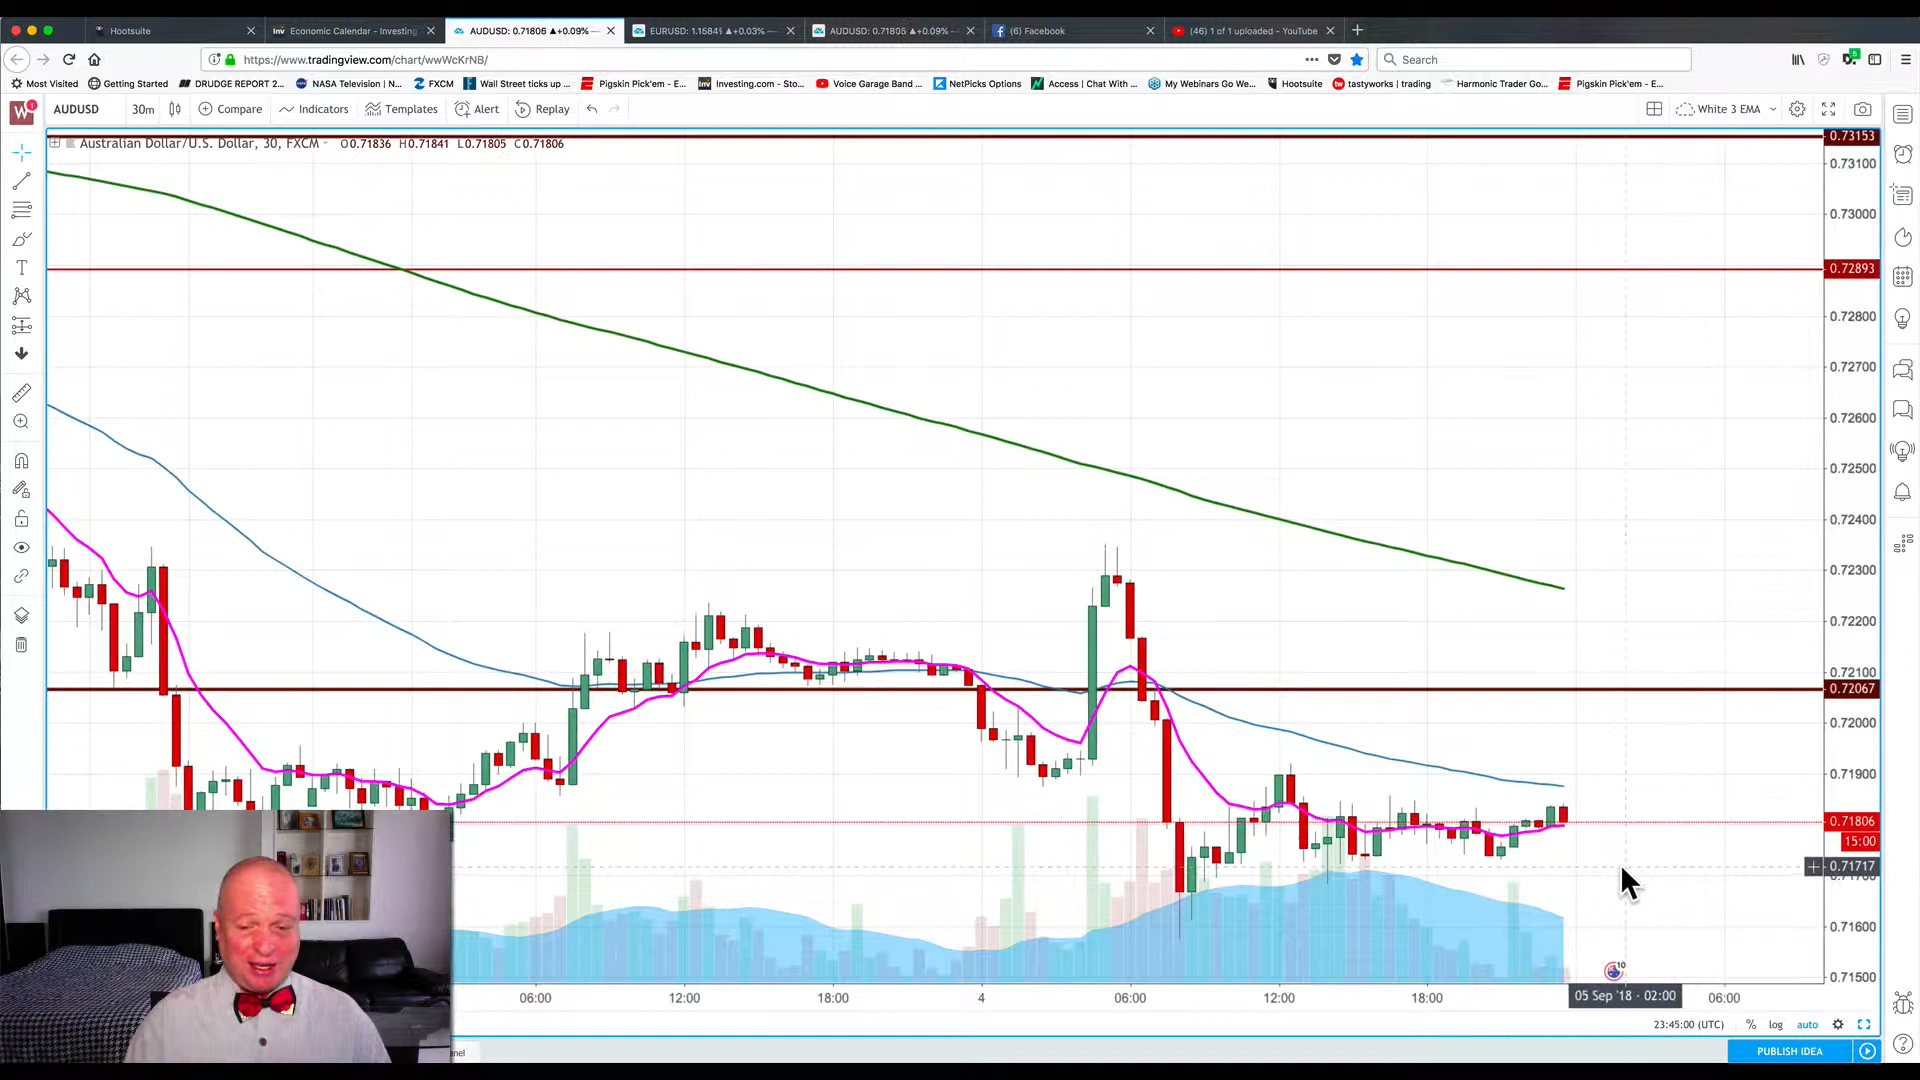 Hootsuite
Economic Calendar - Investing
AUDUSD: 0.71806 ▲+0.09% —
EURUSD: 1.15841 ▲+0.03% —
AUDUSD: 0.71805 ▲+0.09% —
(6) Facebook
(46) 1 of 1 uploaded - YouTube
https://www.tradingview.com/chart/wwWcKrNB/
Search
5
Most Visited
Getting Started
DRUDGE REPORT 2...
NASA Television | N...
FXCM
Wall Street ticks up ...
Pigskin Pick'em - E...
Investing.com - Sto...
Voice Garage Band ...
NetPicks Options
Access | Chat With ...
My Webinars Go We...
Hootsuite
tastyworks | trading
Harmonic Trader Go...
Pigskin Pick'em - E...
W
1
AUDUSD
30m
Compare
Indicators
Templates
Alert
Replay
White 3 EMA
Australian Dollar/U.S. Dollar, 30, FXCM
O0.71836 H0.71841 L0.71805 C0.71806
0.73153
0.73100
0.73000
0.72893
0.72800
0.72700
0.72600
0.72500
0.72400
0.72300
0.72200
0.72100
0.72067
0.72000
0.71900
0.71806
15:00
0.71717
0.71600
0.71500
10
06:00
12:00
18:00
4
06:00
12:00
18:00
05 Sep '18 - 02:00
06:00
23:45:00 (UTC)
%
log
auto
PUBLISH IDEA